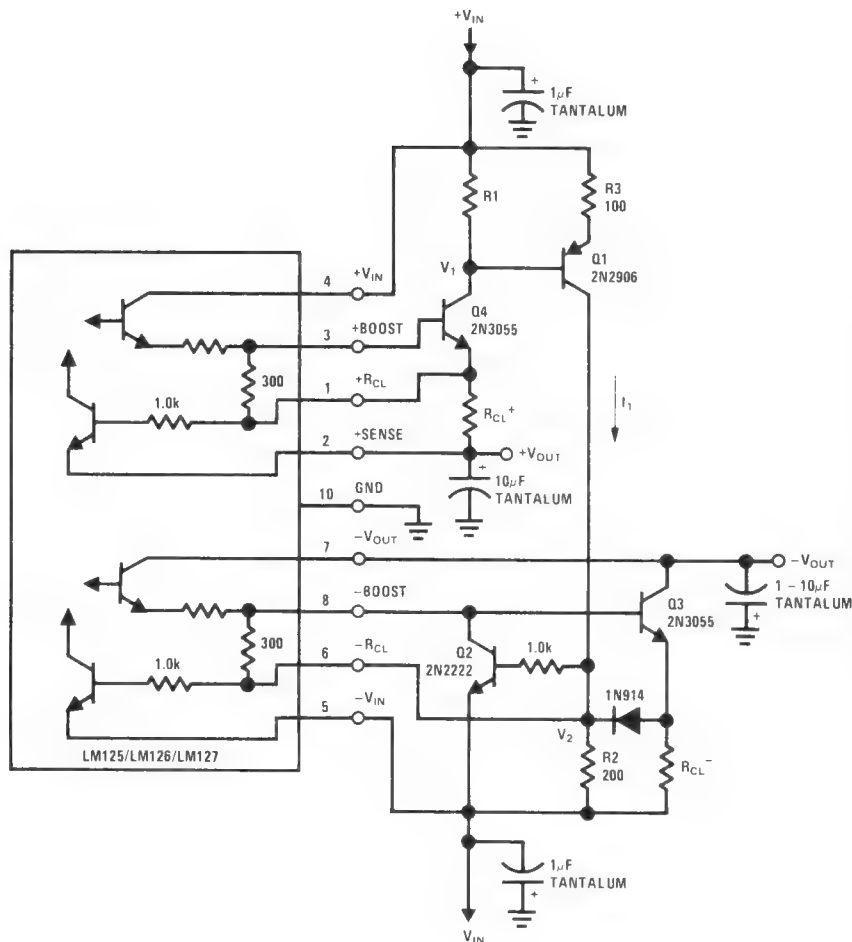 +VIN
+
1μF
TANTALUM
R1
R3
100
Q1
2N2906
V1
4
+VIN
Q4
2N3055
3
+BOOST
300
1
+RCL
1.0k
RCL+
I1
2
+SENSE
+VOUT
+
10μF
TANTALUM
10
GND
7
−VOUT
−VOUT
1 – 10μF
TANTALUM
+
8
−BOOST
Q3
2N3055
Q2
2N2222
1.0k
300
6
−RCL
1.0k
1N914
5
−VIN
V2
R2
200
RCL−
LM125/LM126/LM127
1μF
TANTALUM
+
VIN